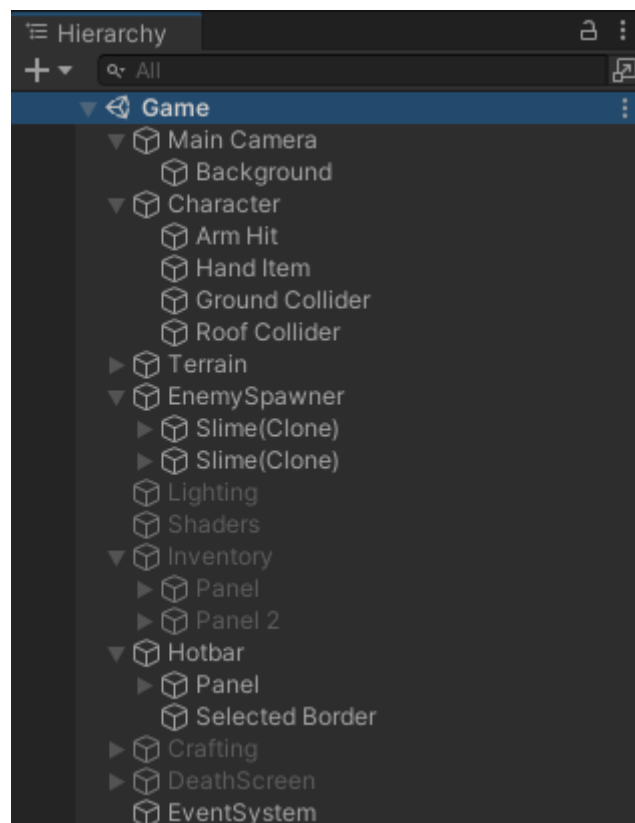 Hierarchy
All
Game
Main Camera
Background
Character
Arm Hit
Hand Item
Ground Collider
Roof Collider
Terrain
EnemySpawner
Slime(Clone)
Slime(Clone)
Lighting
Shaders
Inventory
Panel
Panel 2
Hotbar
Panel
Selected Border
Crafting
DeathScreen
EventSystem